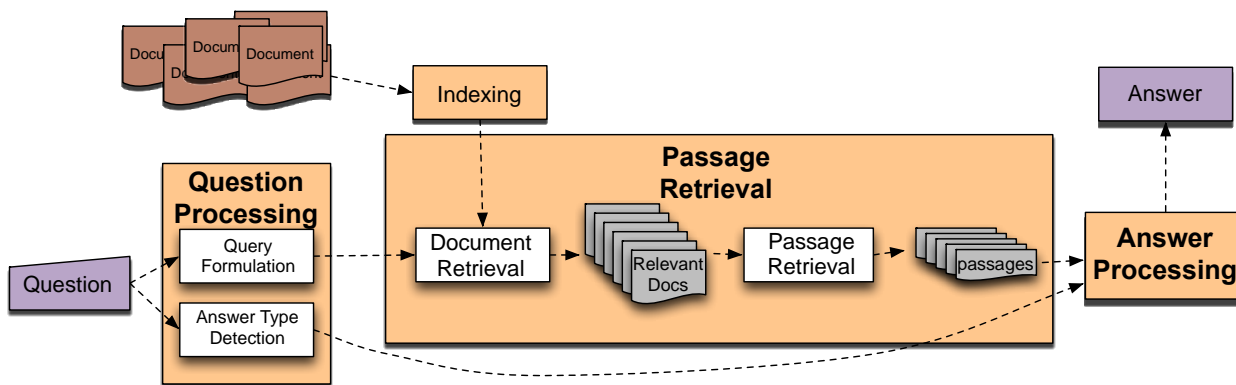 Document
Document
Indexing
Answer
Passage
Retrieval
Question
Processing
Query
Formulation
Document
Retrieval
Relevant
Docs
Passage
Retrieval
passages
Answer
Processing
Question
Answer Type
Detection